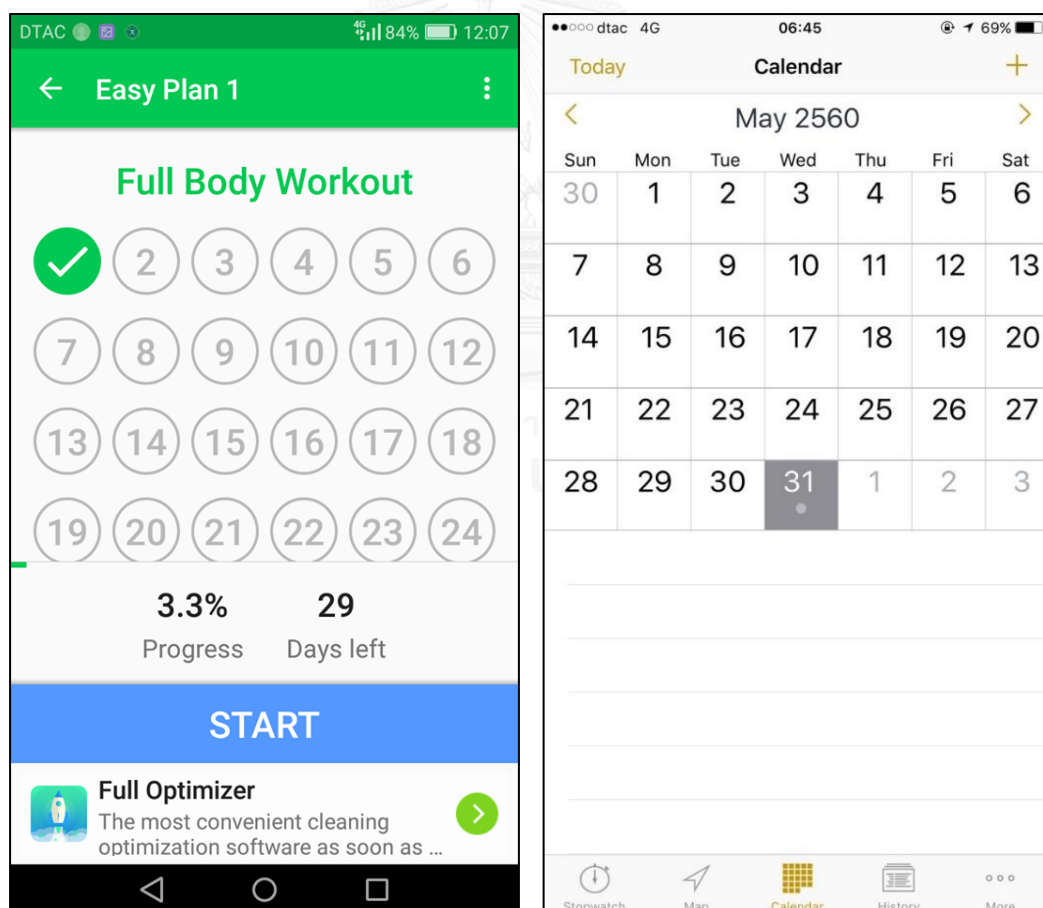 DTAC 4G 84% 12:07
Easy Plan 1
Full Body Workout
2 3 4 5 6
7 8 9 10 11 12
13 14 15 16 17 18
19 20 21 22 23 24
3.3% 29
Progress Days left
START
Full Optimizer
The most convenient cleaning
optimization software as soon as ...
dtac 4G 06:45 69%
Today Calendar +
May 2560
Sun Mon Tue Wed Thu Fri Sat
30 1 2 3 4 5 6
7 8 9 10 11 12 13
14 15 16 17 18 19 20
21 22 23 24 25 26 27
28 29 30 31 1 2 3
Stopwatch Map Calendar History More